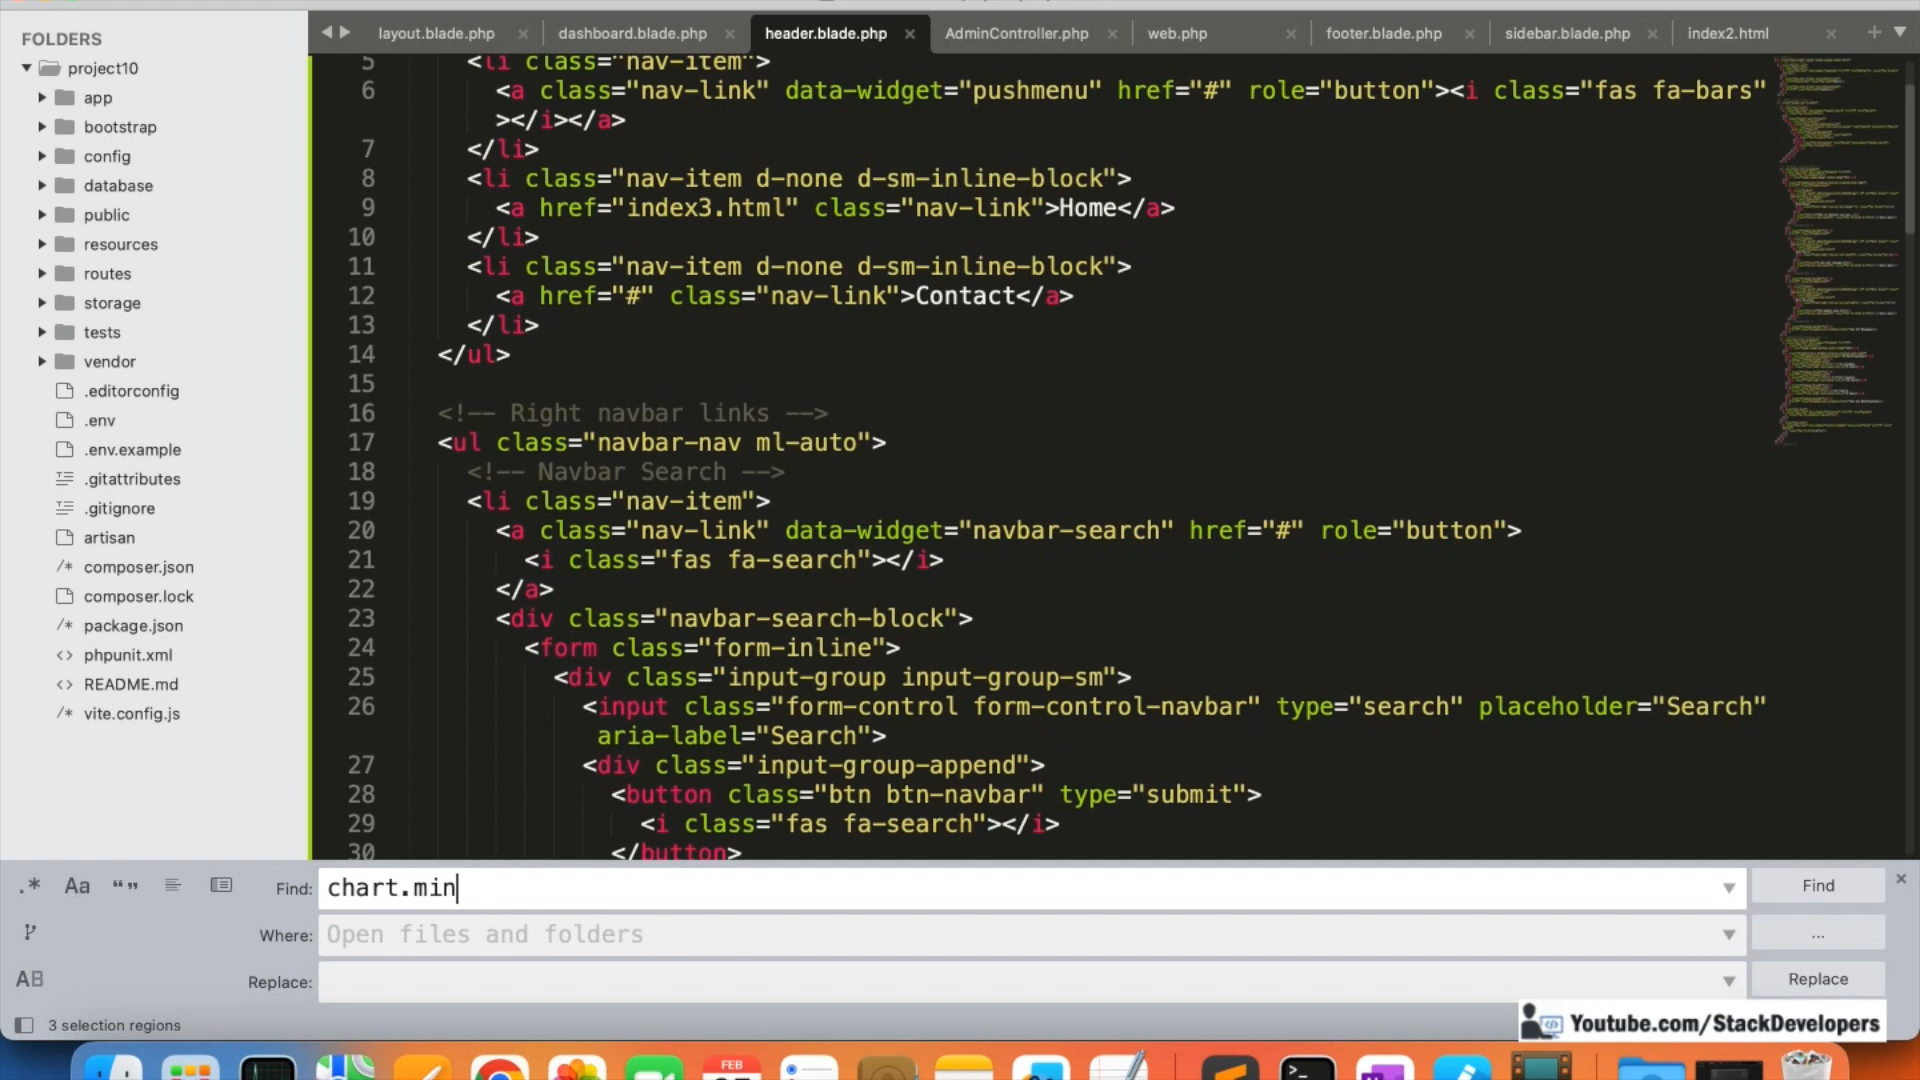 FOLDERS
project10
app
bootstrap
config
database
public
resources
routes
storage
tests
vendor
.editorconfig
.env
.env.example
.gitattributes
.gitignore
artisan
/* composer.json
composer.lock
/* package.json
<> phpunit.xml
<> README.md
/* vite.config.js
layout.blade.php × dashboard.blade.php × header.blade.php × AdminController.php × web.php × footer.blade.php × sidebar.blade.php × index2.html ×
5 <li class="nav-item">
6 <a class="nav-link" data-widget="pushmenu" href="#" role="button"><i class="fas fa-bars"
></i></a>
7 </li>
8 <li class="nav-item d-none d-sm-inline-block">
9 <a href="index3.html" class="nav-link">Home</a>
10 </li>
11 <li class="nav-item d-none d-sm-inline-block">
12 <a href="#" class="nav-link">Contact</a>
13 </li>
14 </ul>
15
16 <!-- Right navbar links -->
17 <ul class="navbar-nav ml-auto">
18 <!-- Navbar Search -->
19 <li class="nav-item">
20 <a class="nav-link" data-widget="navbar-search" href="#" role="button">
21 <i class="fas fa-search"></i>
22 </a>
23 <div class="navbar-search-block">
24 <form class="form-inline">
25 <div class="input-group input-group-sm">
26 <input class="form-control form-control-navbar" type="search" placeholder="Search"
aria-label="Search">
27 <div class="input-group-append">
28 <button class="btn btn-navbar" type="submit">
29 <i class="fas fa-search"></i>
30 </button>
.* Aa “” Find: chart.min Find ×
Where: Open files and folders ...
AB Replace: Replace
3 selection regions
Youtube.com/StackDevelopers
FEB